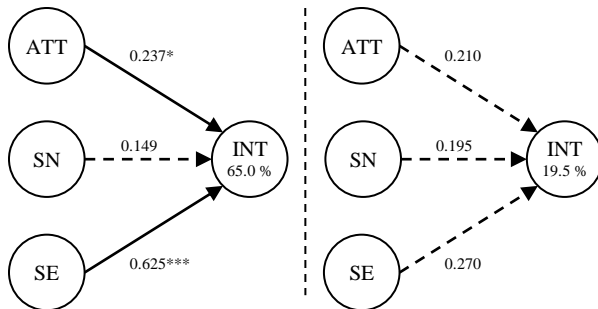 ATT
0.237*
SN
0.149
INT
65.0 %
SE
0.625***
ATT
0.210
SN
0.195
INT
19.5 %
SE
0.270